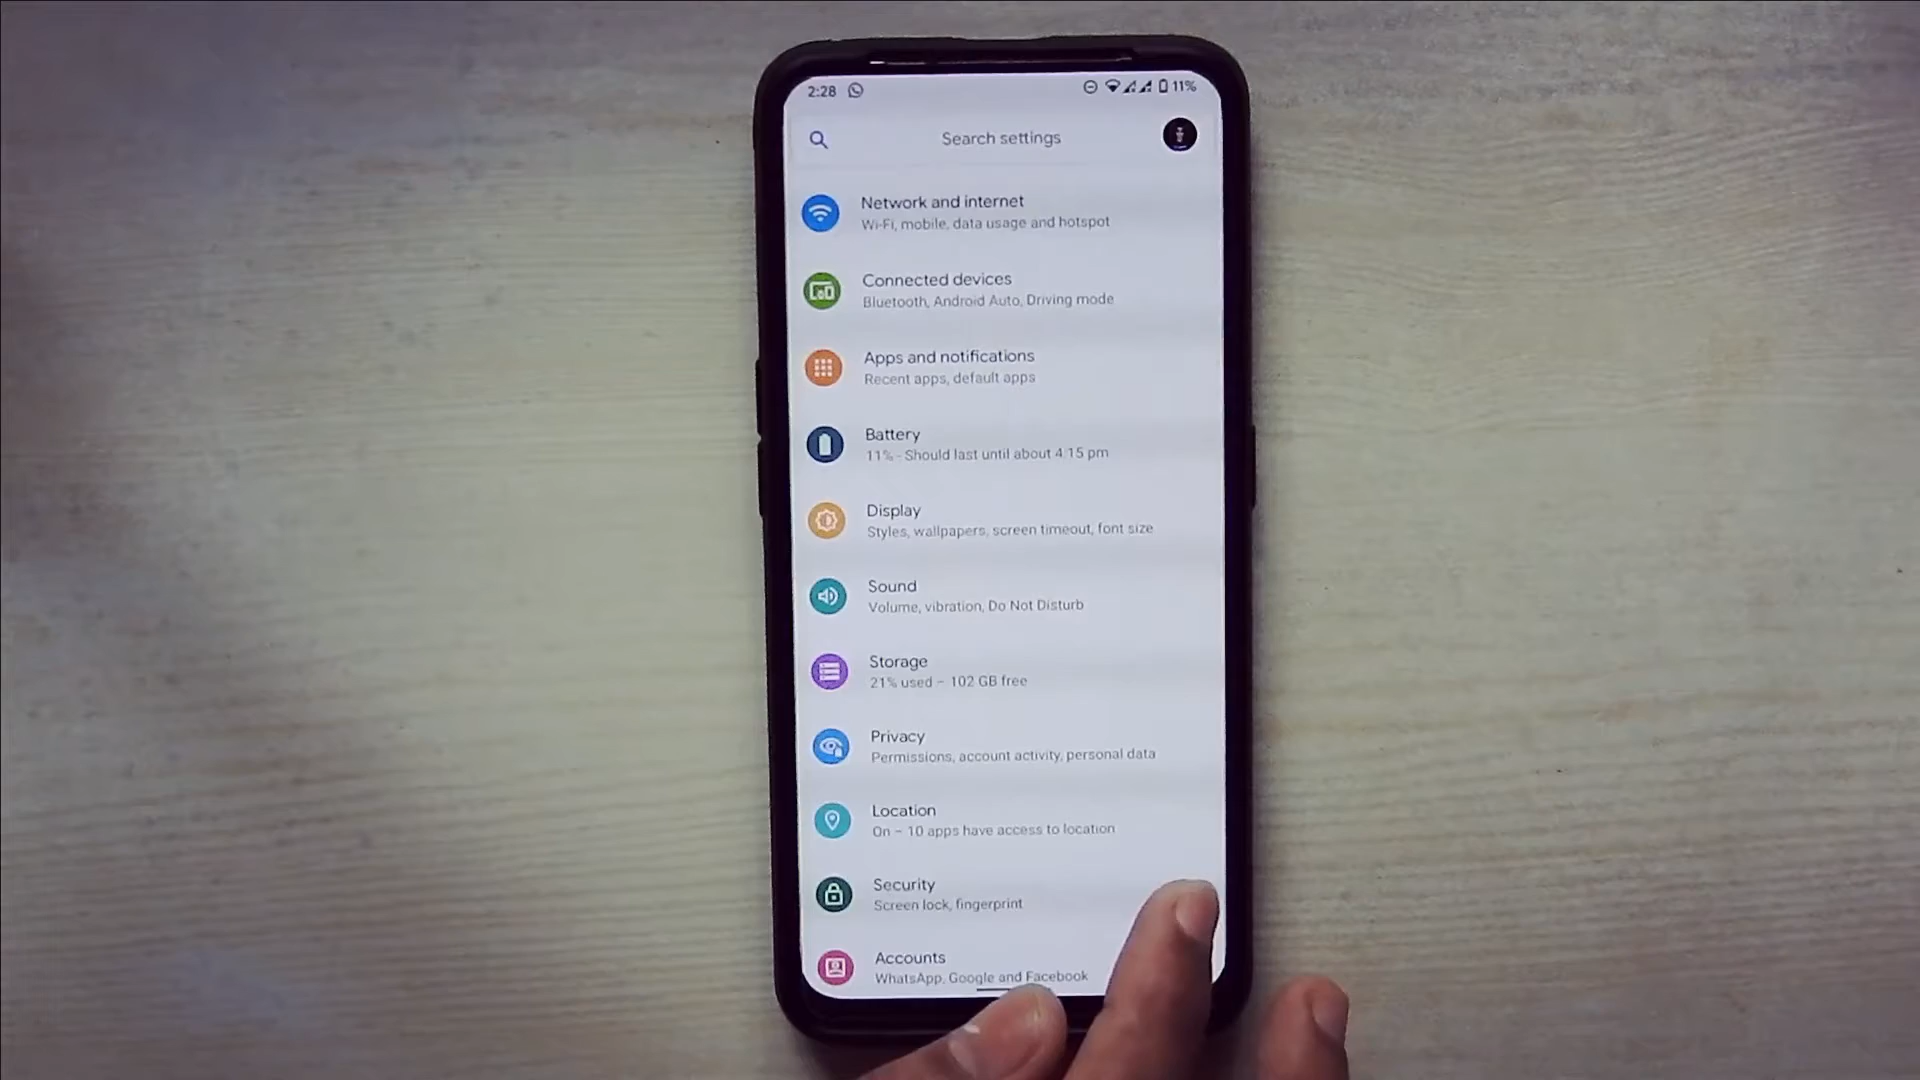 2:28 11%
Search settings
Network and internet
Wi-Fi, mobile, data usage and hotspot
Connected devices
Bluetooth, Android Auto, Driving mode
Apps and notifications
Recent apps, default apps
Battery
11% - Should last until about 4:15 pm
Display
Styles, wallpapers, screen timeout, font size
Sound
Volume, vibration, Do Not Disturb
Storage
21% used – 102 GB free
Privacy
Permissions, account activity, personal data
Location
On – 10 apps have access to location
Security
Screen lock, fingerprint
Accounts
WhatsApp, Google and Facebook